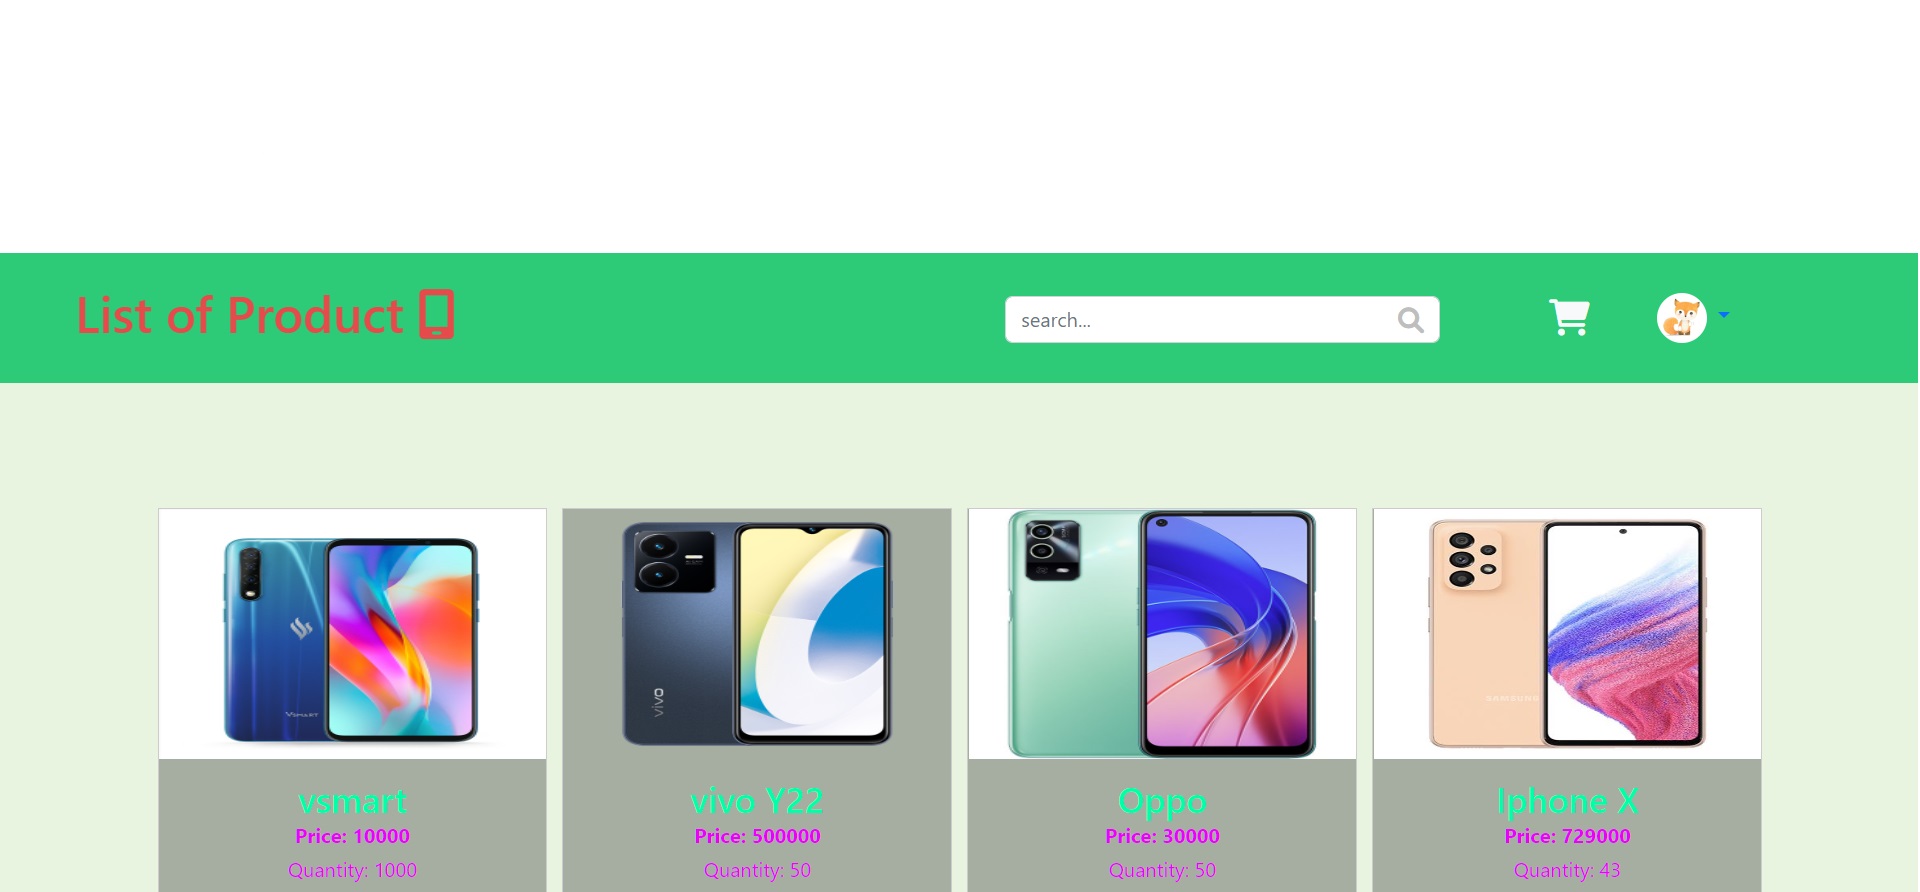 List of Product
search...
VSMART
vivo
SAMSUNG
vsmart
Price: 10000
Quantity: 1000
vivo Y22
Price: 500000
Quantity: 50
Oppo
Price: 30000
Quantity: 50
Iphone X
Price: 729000
Quantity: 43